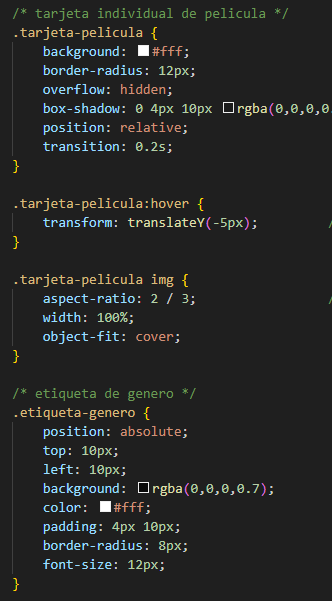 /* tarjeta individual de pelicula */
.tarjeta-pelicula {
background: #fff;
border-radius: 12px;
overflow: hidden;
box-shadow: 0 4px 10px rgba(0,0,0,0.
position: relative;
transition: 0.2s;
}
.tarjeta-pelicula:hover {
transform: translateY(-5px); /
}
.tarjeta-pelicula img {
aspect-ratio: 2 / 3; /
width: 100%;
object-fit: cover;
}
/* etiqueta de genero */
.etiqueta-genero {
position: absolute;
top: 10px;
left: 10px;
background: rgba(0,0,0,0.7);
color: #fff;
padding: 4px 10px;
border-radius: 8px;
font-size: 12px;
}